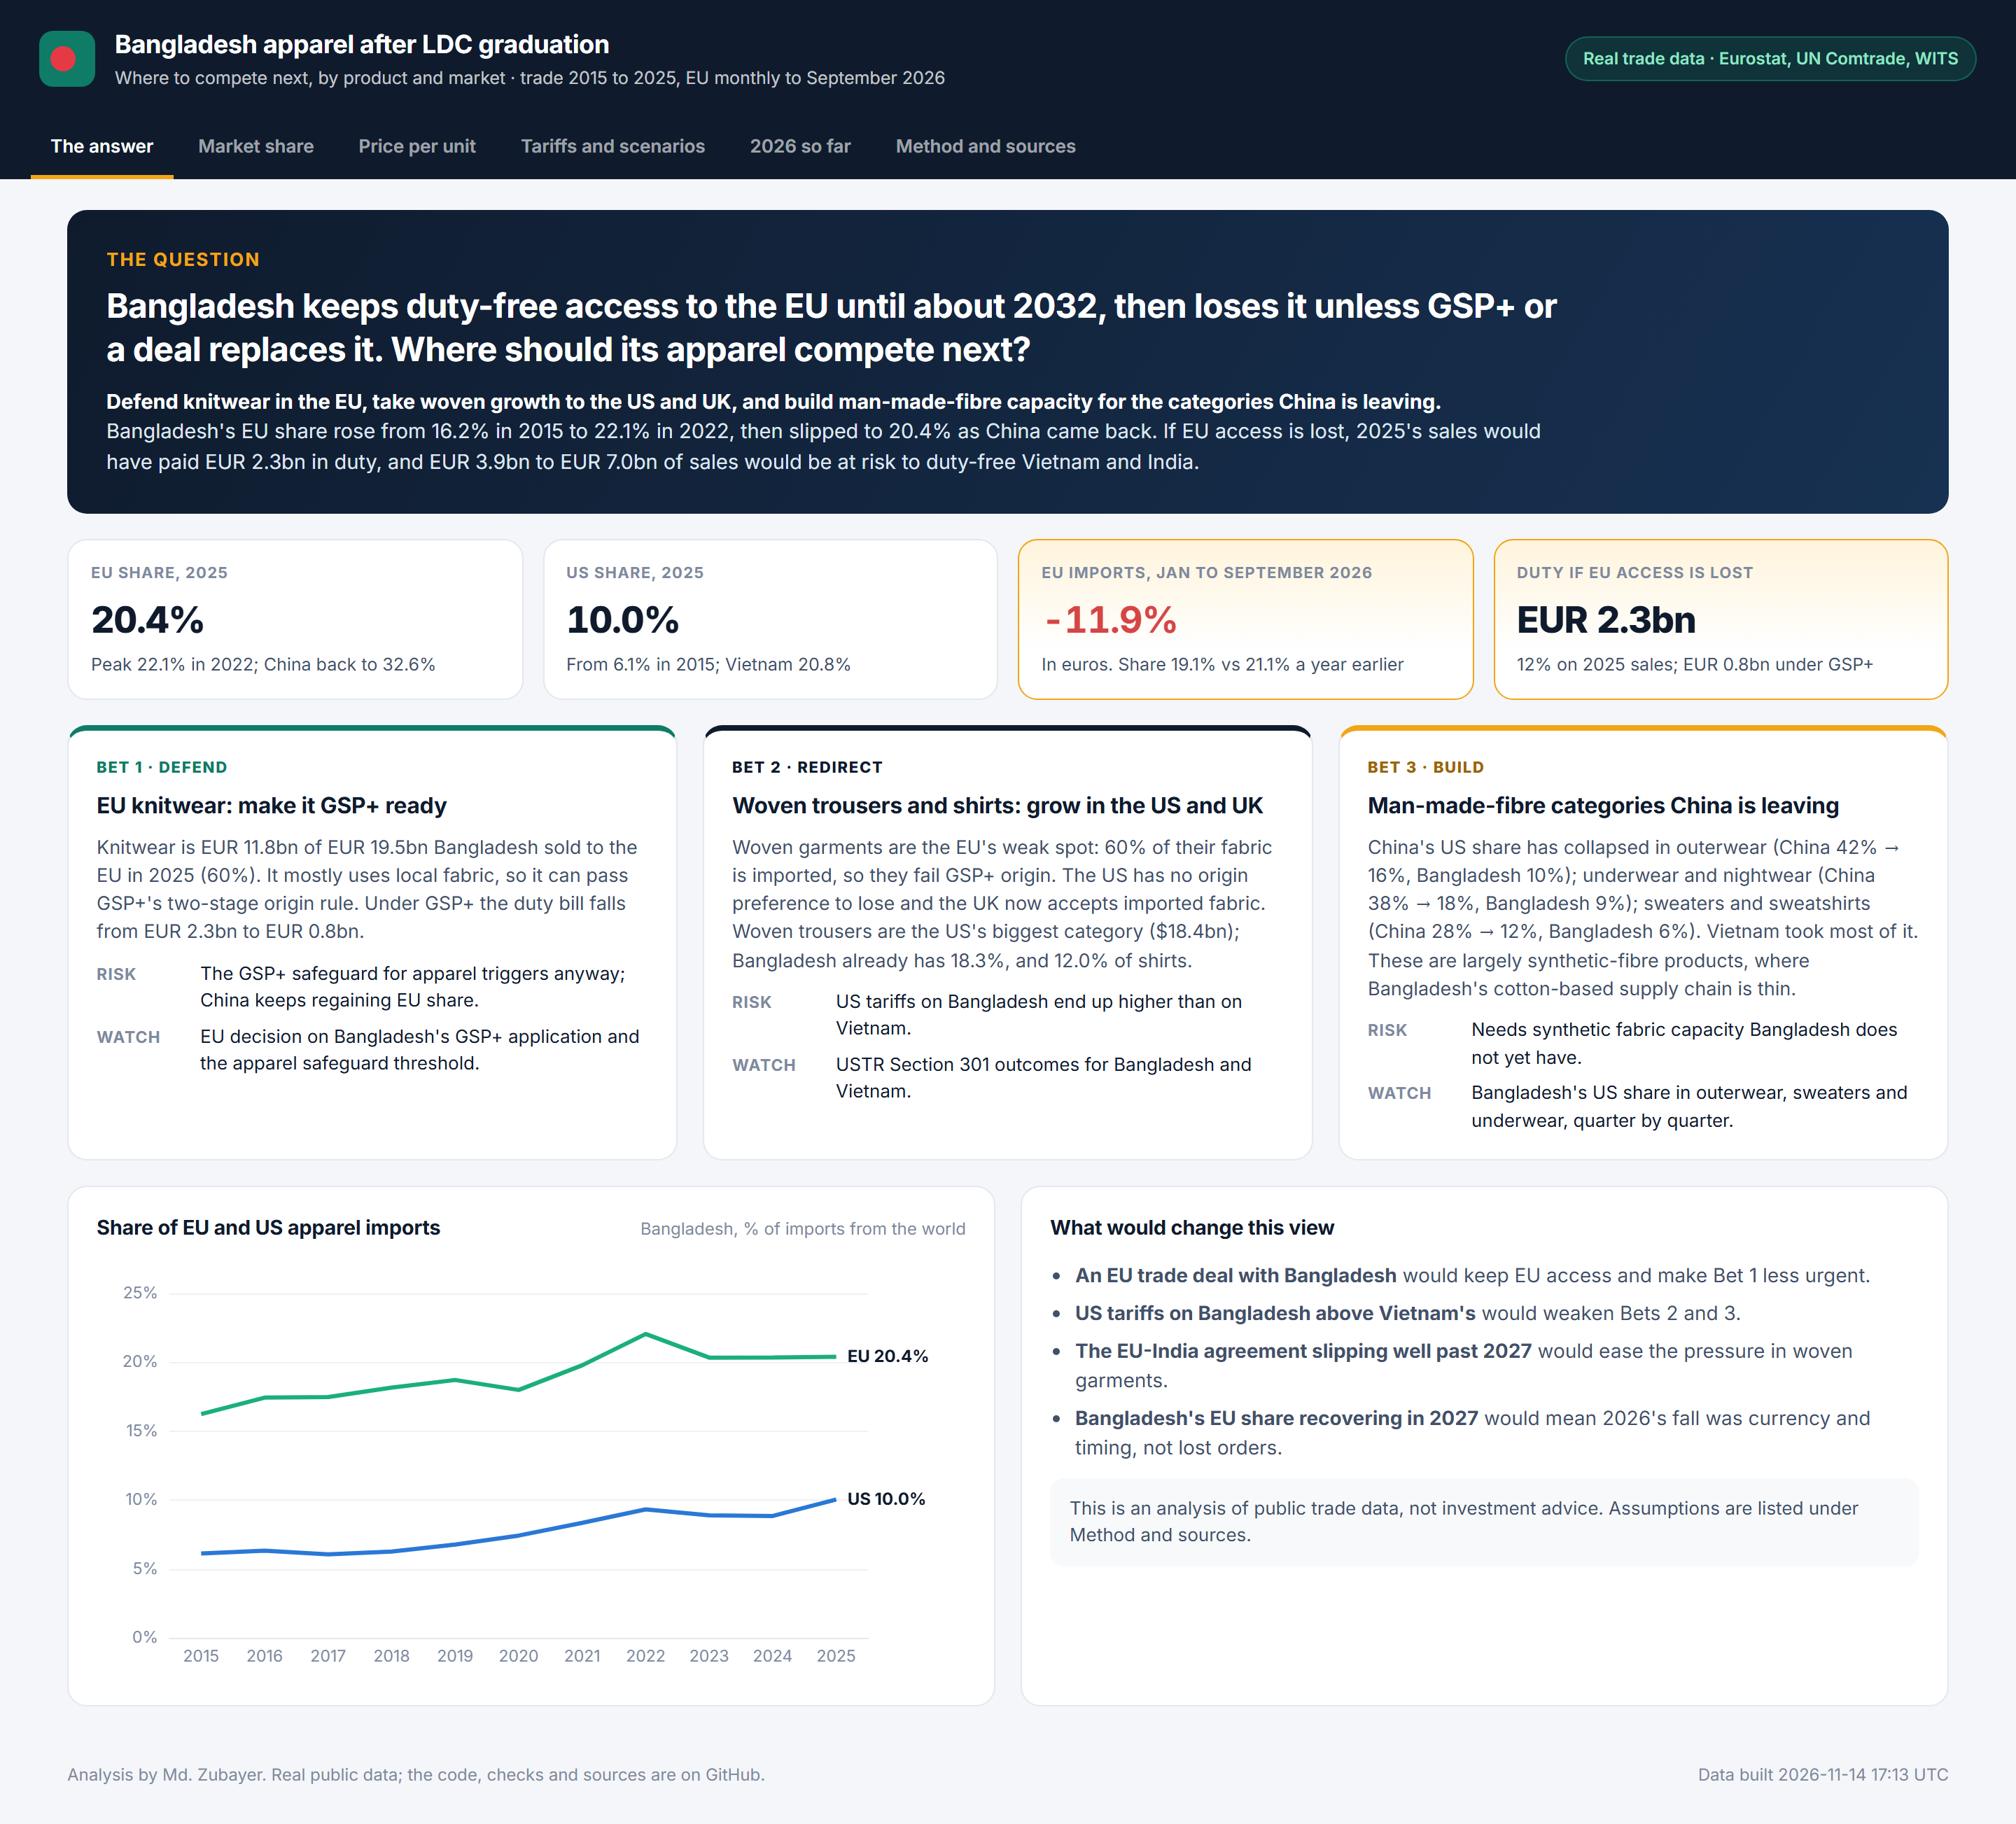 Bangladesh apparel after LDC graduation
Where to compete next, by product and market · trade 2015 to 2025, EU monthly to September 2026
Real trade data · Eurostat, UN Comtrade, WITS
The answer
Market share
Price per unit
Tariffs and scenarios
2026 so far
Method and sources
THE QUESTION
Bangladesh keeps duty-free access to the EU until about 2032, then loses it unless GSP+ or
a deal replaces it. Where should its apparel compete next?
Defend knitwear in the EU, take woven growth to the US and UK, and build man-made-fibre capacity for the categories China is leaving.
Bangladesh's EU share rose from 16.2% in 2015 to 22.1% in 2022, then slipped to 20.4% as China came back. If EU access is lost, 2025's sales would
have paid EUR 2.3bn in duty, and EUR 3.9bn to EUR 7.0bn of sales would be at risk to duty-free Vietnam and India.
EU SHARE, 2025
20.4%
Peak 22.1% in 2022; China back to 32.6%
US SHARE, 2025
10.0%
From 6.1% in 2015; Vietnam 20.8%
EU IMPORTS, JAN TO SEPTEMBER 2026
-11.9%
In euros. Share 19.1% vs 21.1% a year earlier
DUTY IF EU ACCESS IS LOST
EUR 2.3bn
12% on 2025 sales; EUR 0.8bn under GSP+
BET 1 · DEFEND
EU knitwear: make it GSP+ ready
Knitwear is EUR 11.8bn of EUR 19.5bn Bangladesh sold to the
EU in 2025 (60%). It mostly uses local fabric, so it can pass
GSP+'s two-stage origin rule. Under GSP+ the duty bill falls
from EUR 2.3bn to EUR 0.8bn.
RISK
The GSP+ safeguard for apparel triggers anyway;
China keeps regaining EU share.
WATCH
EU decision on Bangladesh's GSP+ application and
the apparel safeguard threshold.
BET 2 · REDIRECT
Woven trousers and shirts: grow in the US and UK
Woven garments are the EU's weak spot: 60% of their fabric
is imported, so they fail GSP+ origin. The US has no origin
preference to lose and the UK now accepts imported fabric.
Woven trousers are the US's biggest category ($18.4bn);
Bangladesh already has 18.3%, and 12.0% of shirts.
RISK
US tariffs on Bangladesh end up higher than on
Vietnam.
WATCH
USTR Section 301 outcomes for Bangladesh and
Vietnam.
BET 3 · BUILD
Man-made-fibre categories China is leaving
China's US share has collapsed in outerwear (China 42% →
16%, Bangladesh 10%); underwear and nightwear (China
38% → 18%, Bangladesh 9%); sweaters and sweatshirts
(China 28% → 12%, Bangladesh 6%). Vietnam took most of it.
These are largely synthetic-fibre products, where
Bangladesh's cotton-based supply chain is thin.
RISK
Needs synthetic fabric capacity Bangladesh does
not yet have.
WATCH
Bangladesh's US share in outerwear, sweaters and
underwear, quarter by quarter.
Share of EU and US apparel imports
Bangladesh, % of imports from the world
25%
20%
15%
10%
5%
0%
EU 20.4%
US 10.0%
2015 2016 2017 2018 2019 2020 2021 2022 2023 2024 2025
What would change this view
• An EU trade deal with Bangladesh would keep EU access and make Bet 1 less urgent.
• US tariffs on Bangladesh above Vietnam's would weaken Bets 2 and 3.
• The EU-India agreement slipping well past 2027 would ease the pressure in woven
garments.
• Bangladesh's EU share recovering in 2027 would mean 2026's fall was currency and
timing, not lost orders.
This is an analysis of public trade data, not investment advice. Assumptions are listed under
Method and sources.
Analysis by Md. Zubayer. Real public data; the code, checks and sources are on GitHub.
Data built 2026-11-14 17:13 UTC